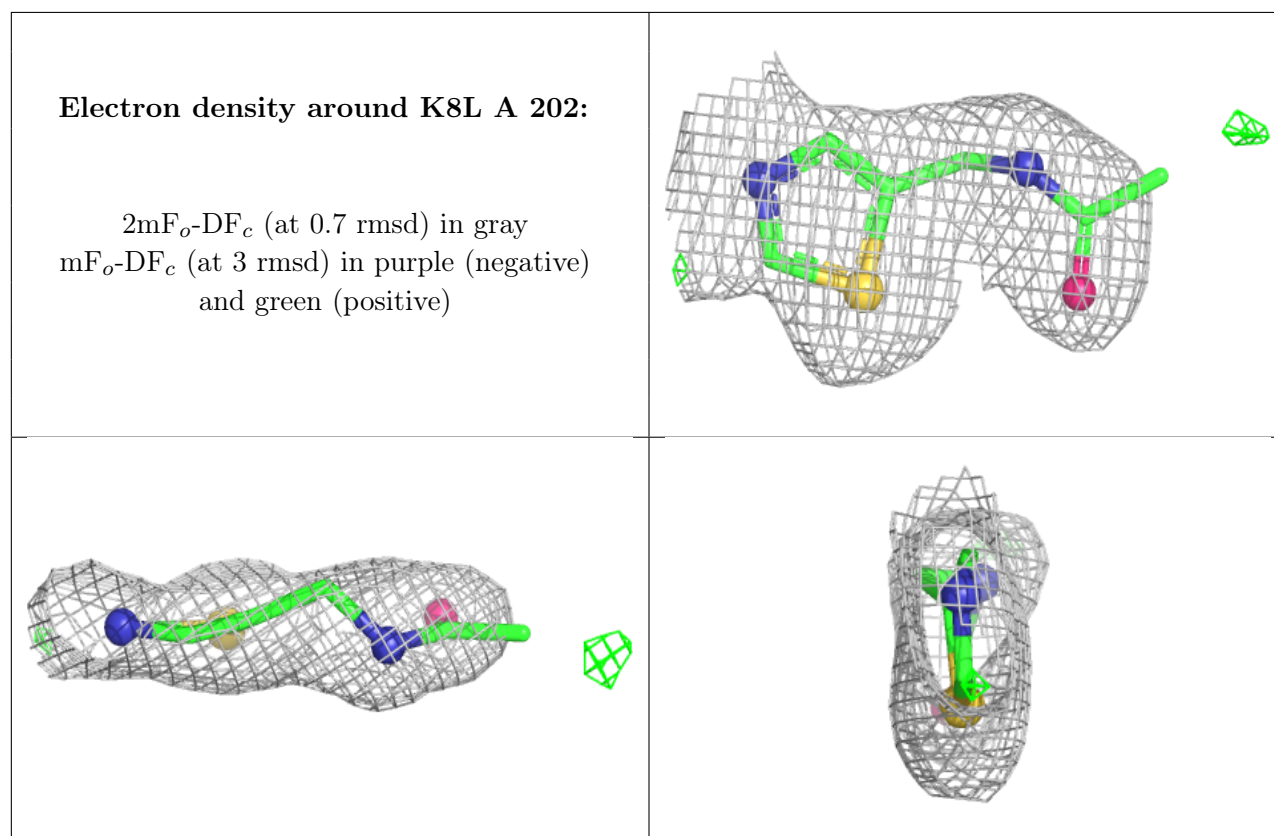 Electron density around K8L A 202:
2mFₒ-DF𝒸 (at 0.7 rmsd) in gray
mFₒ-DF𝒸 (at 3 rmsd) in purple (negative)
and green (positive)